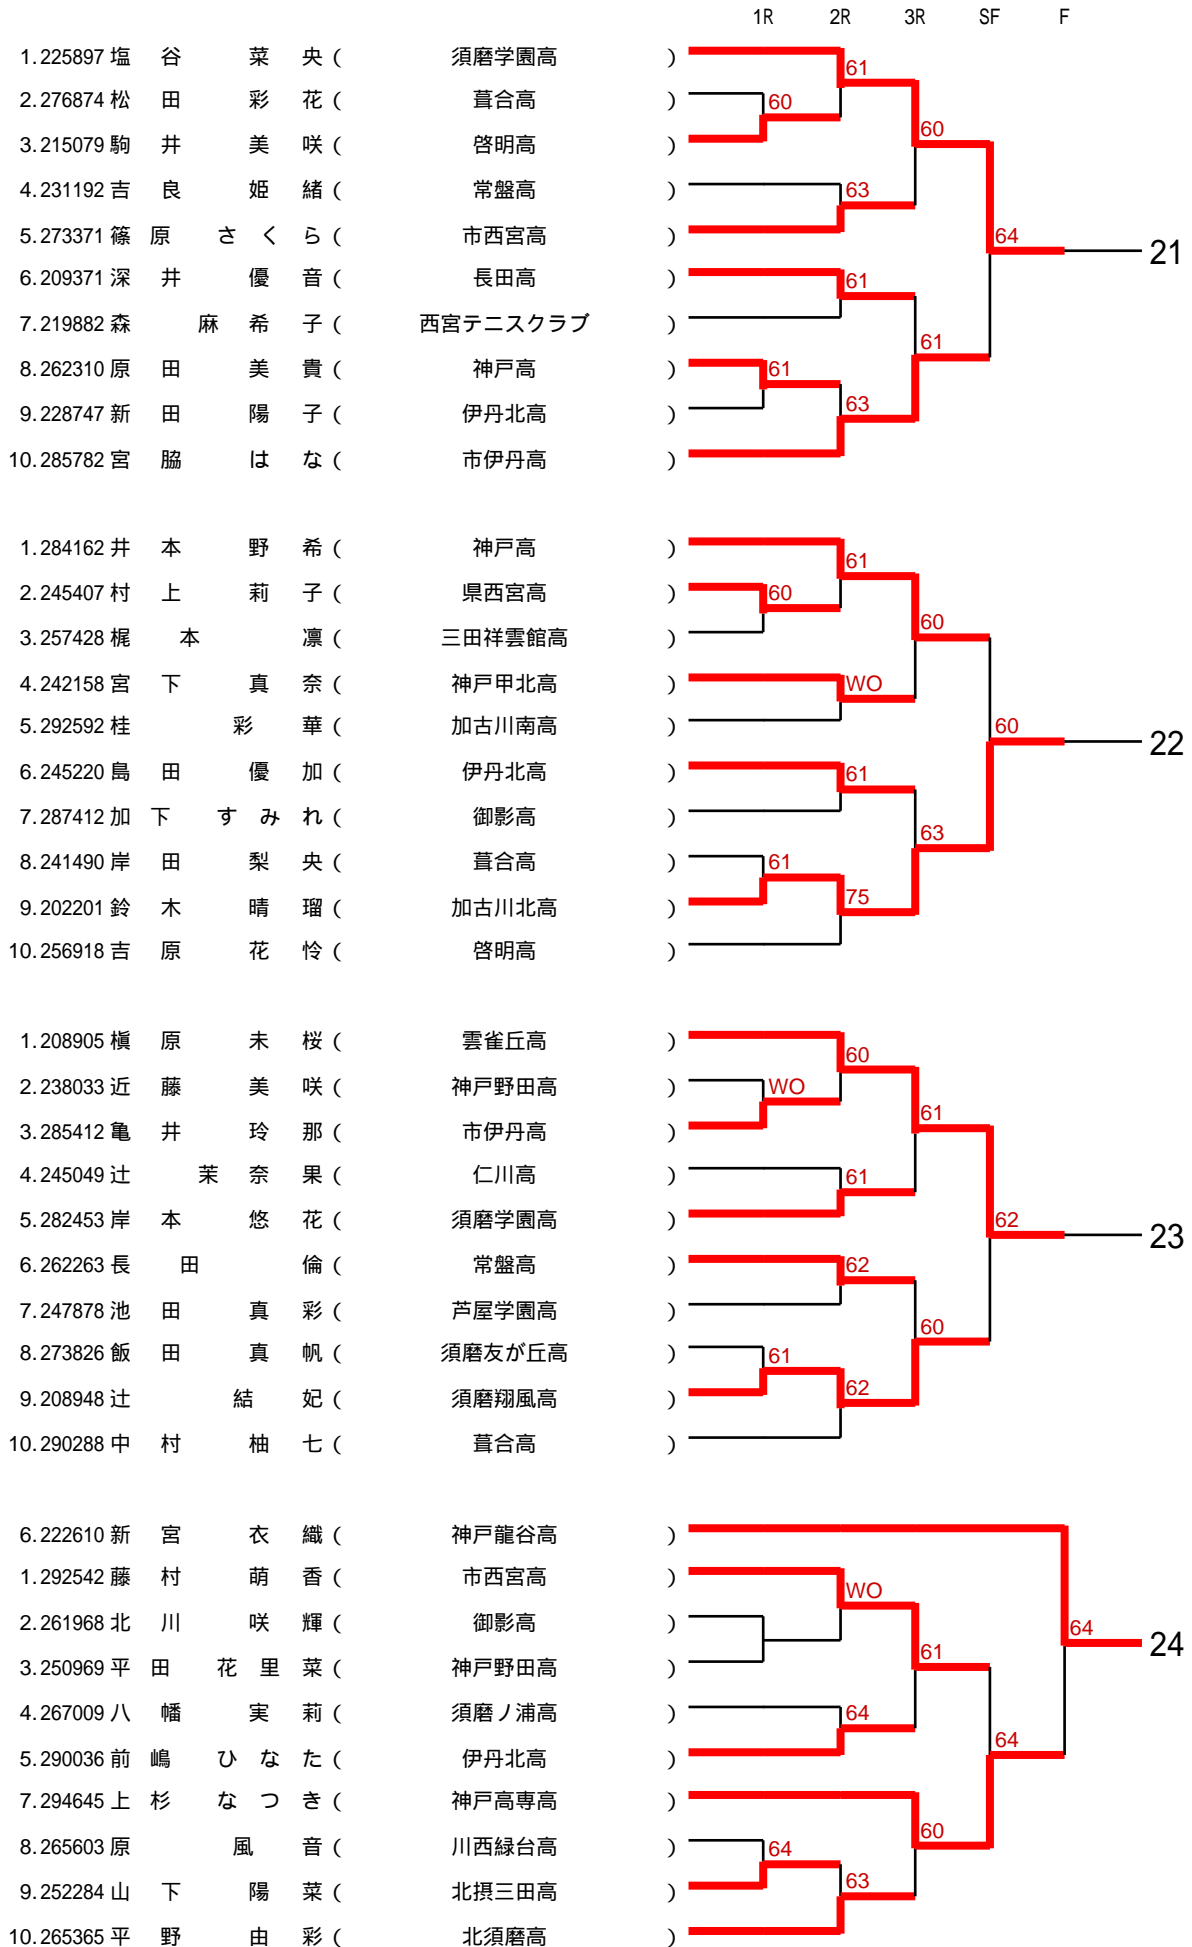 1R 2R 3R SF F
1.225897 塩 谷 菜 央 ( 須磨学園高 )
61
2.276874 松 田 彩 花 ( 葺合高 )
60
60
3.215079 駒 井 美 咲 ( 啓明高 )
4.231192 吉 良 姫 緒 ( 常盤高 )
63
5.273371 篠 原 さ く ら ( 市西宮高 )
64
21
6.209371 深 井 優 音 ( 長田高 )
61
7.219882 森 麻 希 子 ( 西宮テニスクラブ )
61
8.262310 原 田 美 貴 ( 神戸高 )
61
9.228747 新 田 陽 子 ( 伊丹北高 )
63
10.285782 宮 脇 は な ( 市伊丹高 )
1.284162 井 本 野 希 ( 神戸高 )
61
2.245407 村 上 莉 子 ( 県西宮高 )
60
60
3.257428 梶 本 凛 ( 三田祥雲館高 )
4.242158 宮 下 真 奈 ( 神戸甲北高 )
WO
5.292592 桂 彩 華 ( 加古川南高 )
60
22
6.245220 島 田 優 加 ( 伊丹北高 )
61
7.287412 加 下 す み れ ( 御影高 )
63
8.241490 岸 田 梨 央 ( 葺合高 )
61
9.202201 鈴 木 晴 瑠 ( 加古川北高 )
75
10.256918 吉 原 花 怜 ( 啓明高 )
1.208905 槇 原 未 桜 ( 雲雀丘高 )
60
2.238033 近 藤 美 咲 ( 神戸野田高 )
WO
61
3.285412 亀 井 玲 那 ( 市伊丹高 )
4.245049 辻 茉 奈 果 ( 仁川高 )
61
5.282453 岸 本 悠 花 ( 須磨学園高 )
62
23
6.262263 長 田 倫 ( 常盤高 )
62
7.247878 池 田 真 彩 ( 芦屋学園高 )
60
8.273826 飯 田 真 帆 ( 須磨友が丘高 )
61
9.208948 辻 結 妃 ( 須磨翔風高 )
62
10.290288 中 村 柚 七 ( 葺合高 )
6.222610 新 宮 衣 織 ( 神戸龍谷高 )
1.292542 藤 村 萌 香 ( 市西宮高 )
WO
2.261968 北 川 咲 輝 ( 御影高 )
64
24
61
3.250969 平 田 花 里 菜 ( 神戸野田高 )
4.267009 八 幡 実 莉 ( 須磨ノ浦高 )
64
5.290036 前 嶋 ひ な た ( 伊丹北高 )
64
7.294645 上 杉 な つ き ( 神戸高専高 )
60
8.265603 原 風 音 ( 川西緑台高 )
64
9.252284 山 下 陽 菜 ( 北摂三田高 )
63
10.265365 平 野 由 彩 ( 北須磨高 )